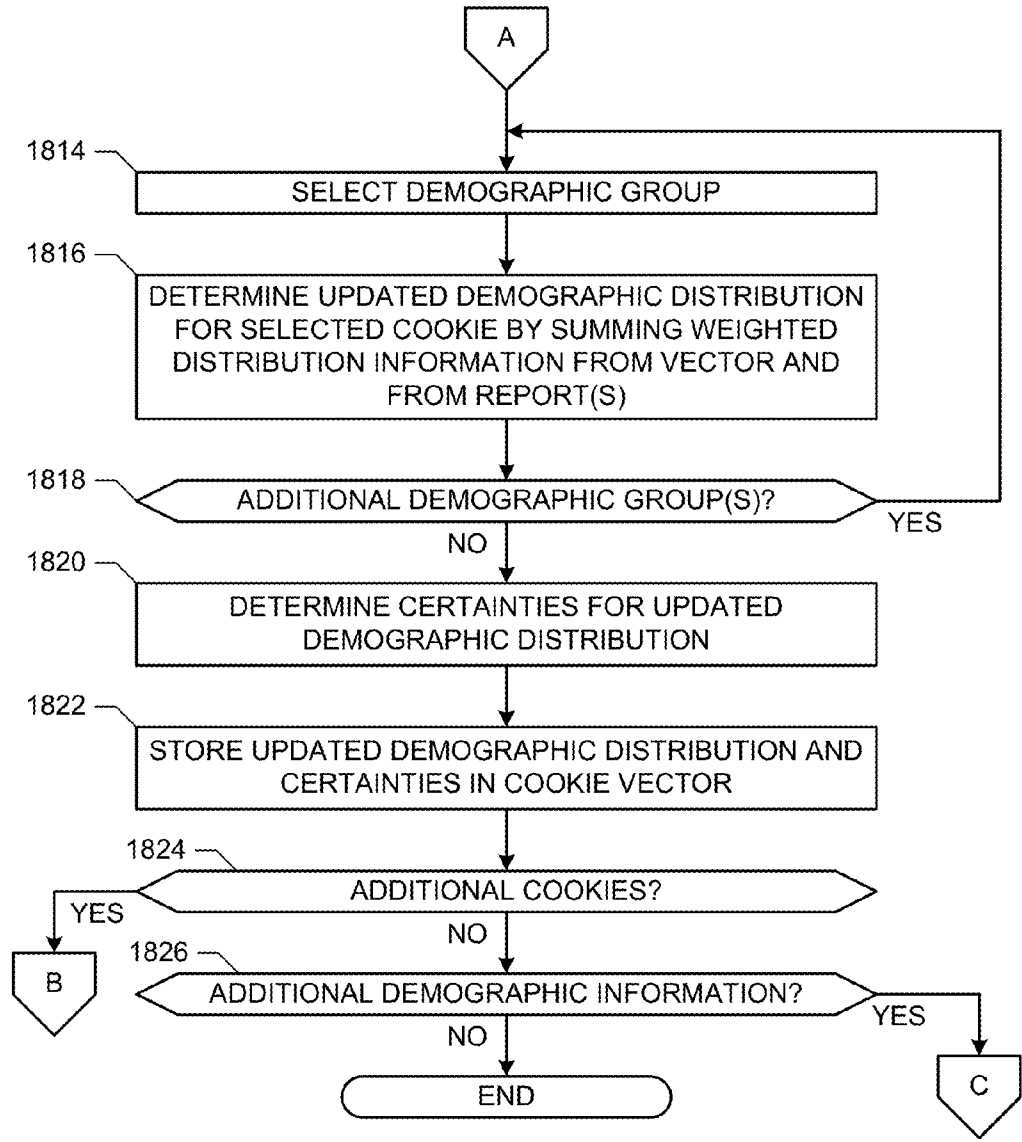 A
1814
SELECT DEMOGRAPHIC GROUP
1816
DETERMINE UPDATED DEMOGRAPHIC DISTRIBUTION
FOR SELECTED COOKIE BY SUMMING WEIGHTED
DISTRIBUTION INFORMATION FROM VECTOR AND
FROM REPORT(S)
1818
ADDITIONAL DEMOGRAPHIC GROUP(S)?
YES
NO
1820
DETERMINE CERTAINTIES FOR UPDATED
DEMOGRAPHIC DISTRIBUTION
1822
STORE UPDATED DEMOGRAPHIC DISTRIBUTION AND
CERTAINTIES IN COOKIE VECTOR
1824
ADDITIONAL COOKIES?
YES
NO
B
1826
ADDITIONAL DEMOGRAPHIC INFORMATION?
YES
NO
C
END